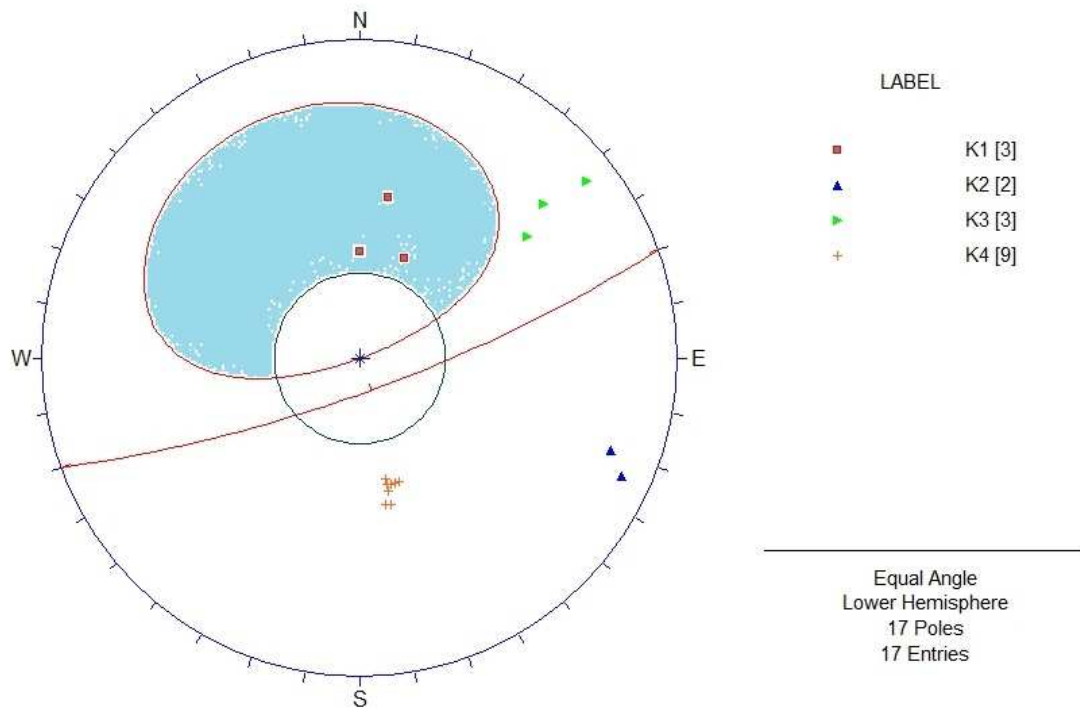 N
W
E
S
LABEL
K1 [3]
K2 [2]
K3 [3]
K4 [9]
Equal Angle
Lower Hemisphere
17 Poles
17 Entries